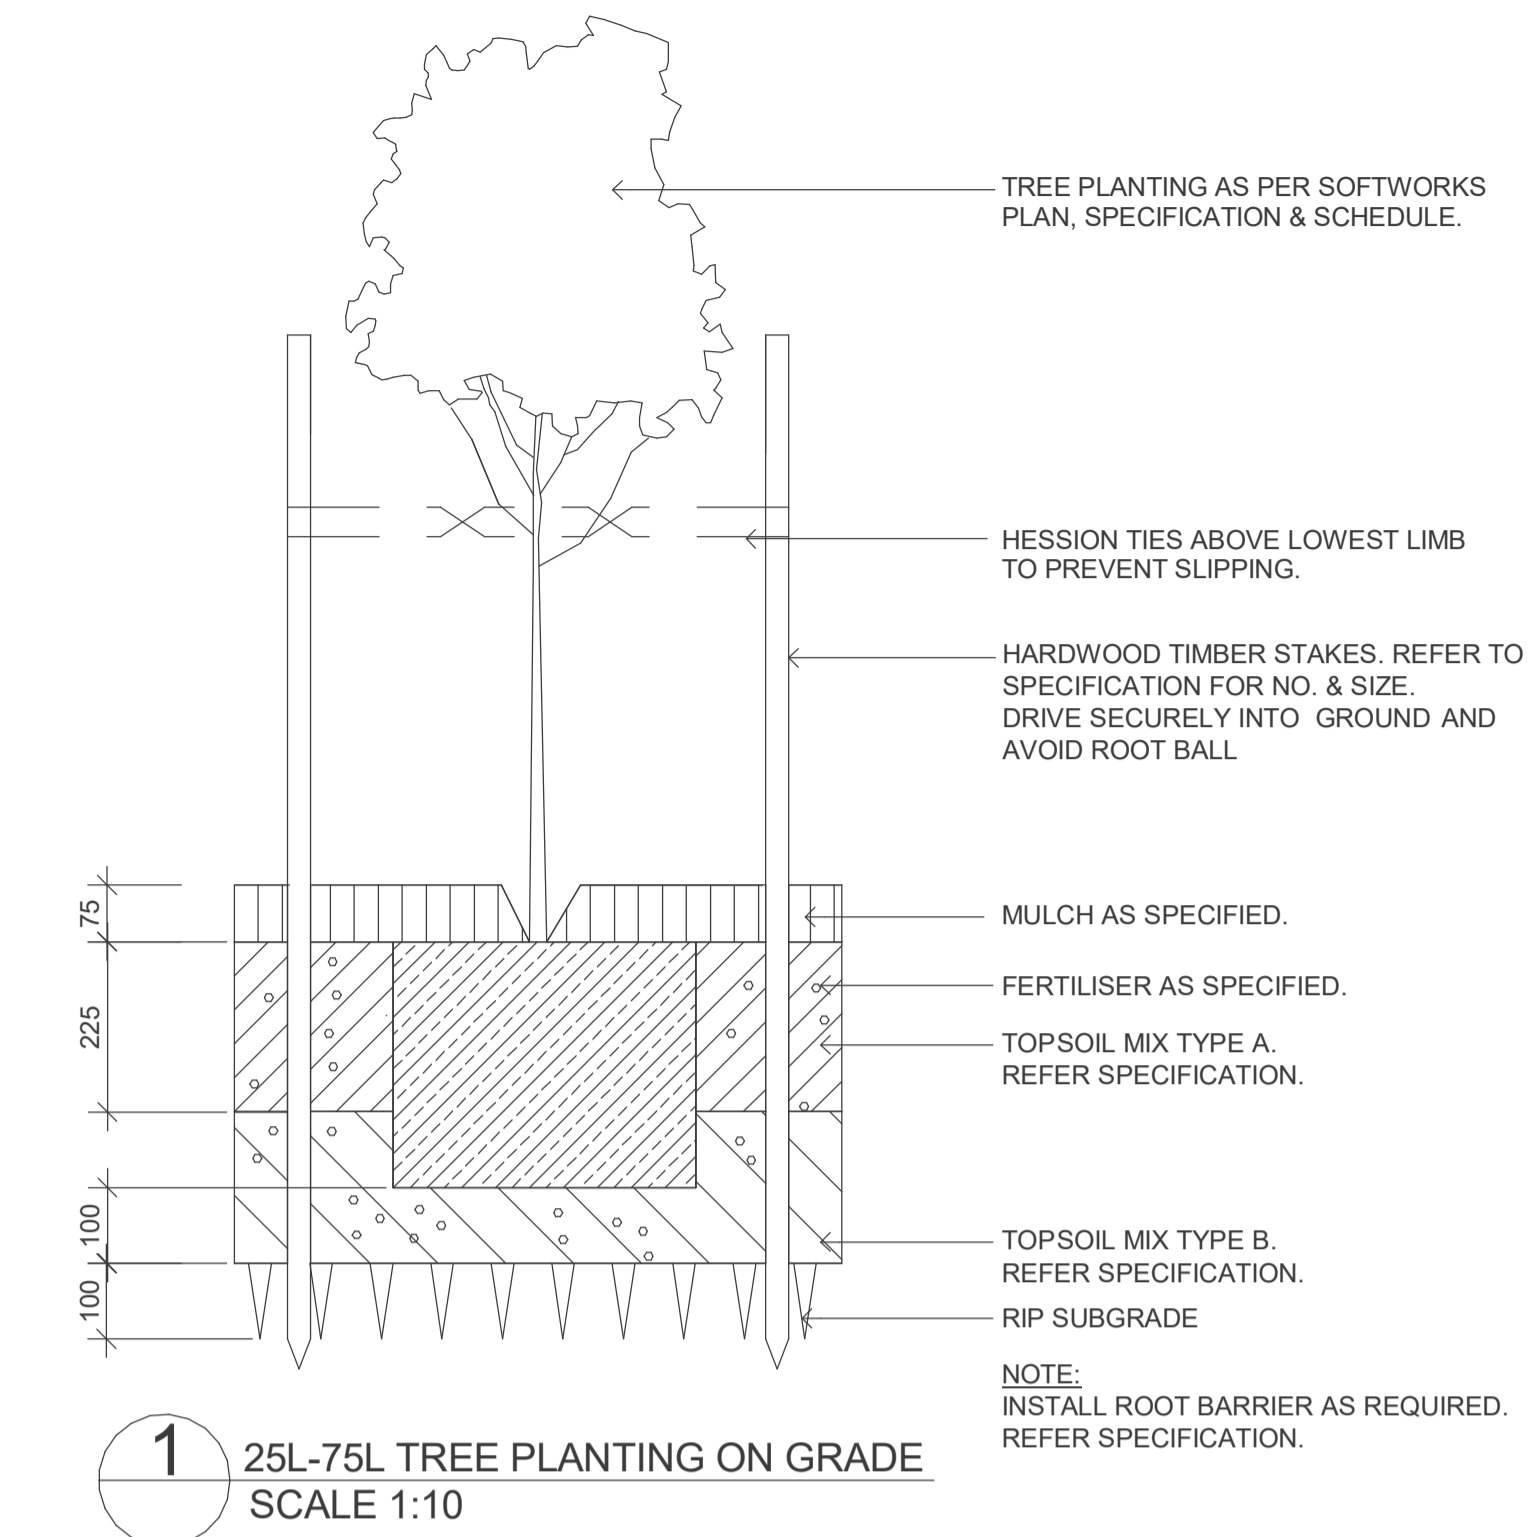 TREE PLANTING AS PER SOFTWORKS
PLAN, SPECIFICATION & SCHEDULE.
HESSION TIES ABOVE LOWEST LIMB
TO PREVENT SLIPPING.
HARDWOOD TIMBER STAKES. REFER TO
SPECIFICATION FOR NO. & SIZE.
DRIVE SECURELY INTO GROUND AND
AVOID ROOT BALL
75
225
100
100
MULCH AS SPECIFIED.
FERTILISER AS SPECIFIED.
TOPSOIL MIX TYPE A.
REFER SPECIFICATION.
TOPSOIL MIX TYPE B.
REFER SPECIFICATION.
RIP SUBGRADE
NOTE:
INSTALL ROOT BARRIER AS REQUIRED.
REFER SPECIFICATION.
1
25L-75L TREE PLANTING ON GRADE
SCALE 1:10